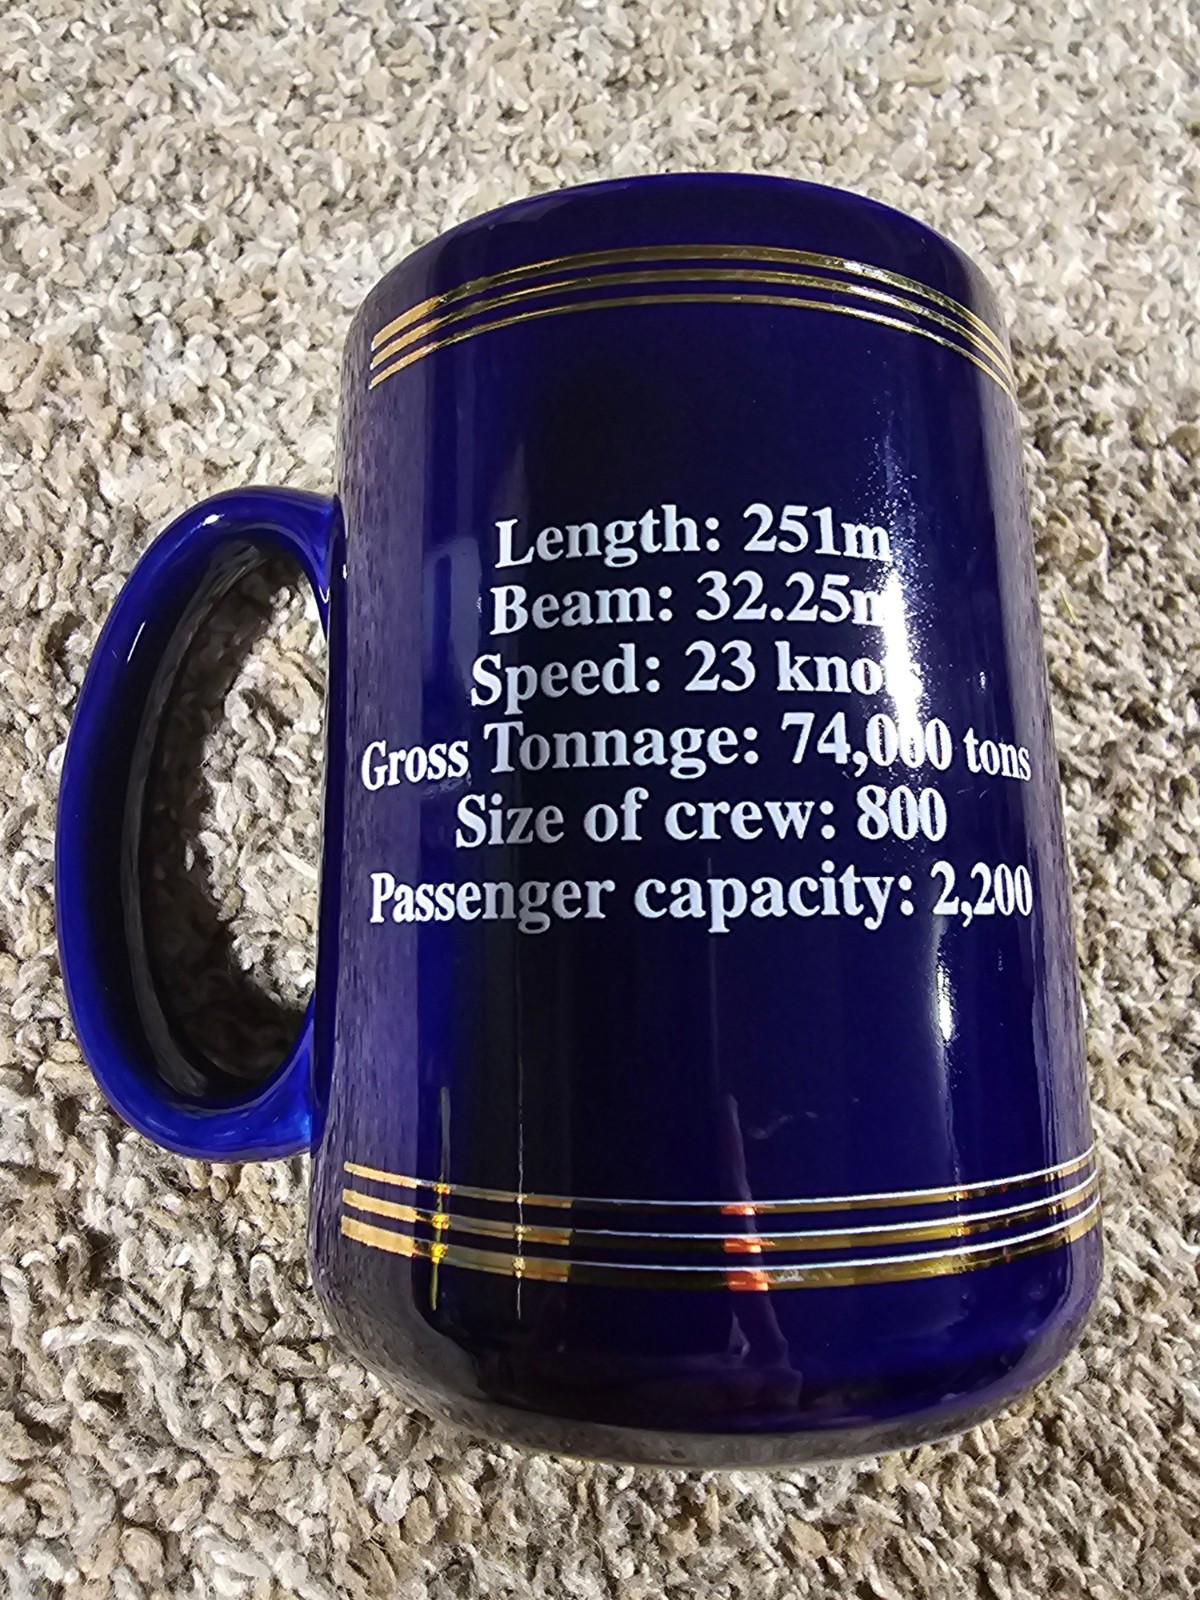 Length: 251m
Beam: 32.25m
Speed: 23 knots
Gross Tonnage: 74,000 tons
Size of crew: 800
Passenger capacity: 2,200